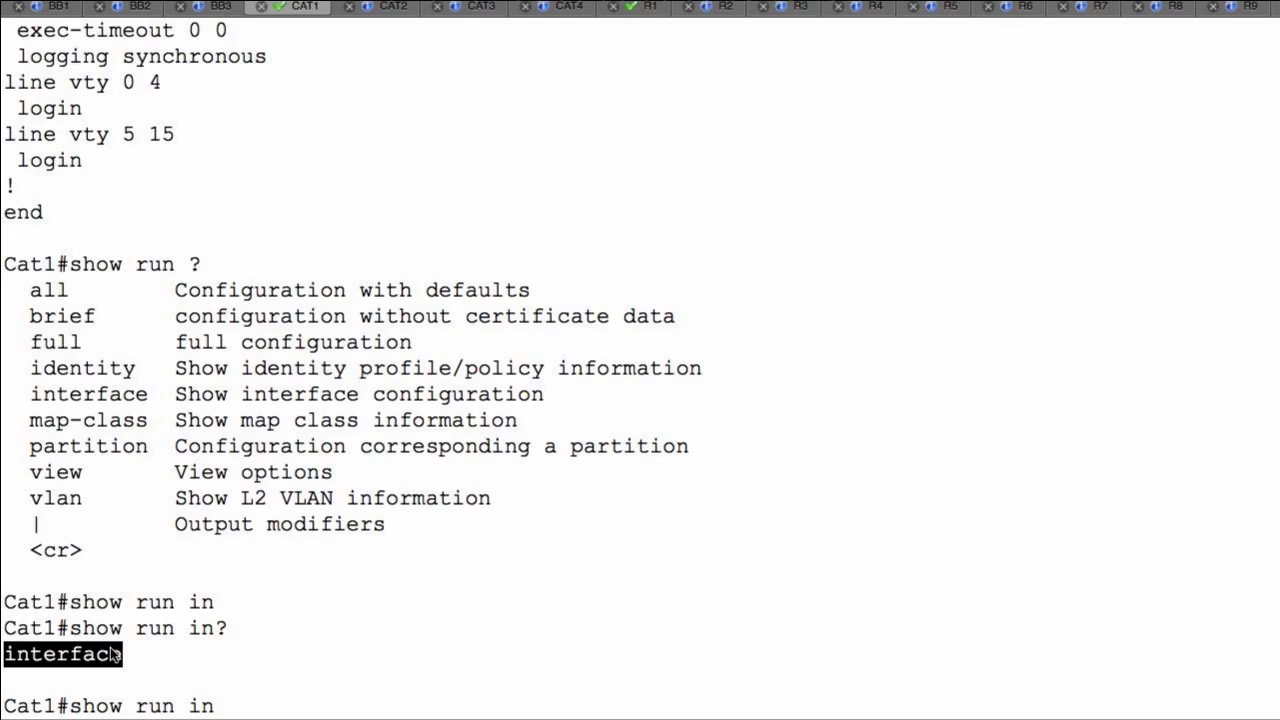 BB1 BB2 BB3 CAT1 CAT2 CAT3 CAT4 R1 R2 R3 R4 R5 R6 R7 R8 R9
exec-timeout 0 0
logging synchronous
line vty 0 4
login
line vty 5 15
login
!
end
Cat1#show run ?
all Configuration with defaults
brief configuration without certificate data
full full configuration
identity Show identity profile/policy information
interface Show interface configuration
map-class Show map class information
partition Configuration corresponding a partition
view View options
vlan Show L2 VLAN information
| Output modifiers
<cr>
Cat1#show run in
Cat1#show run in?
interface
Cat1#show run in